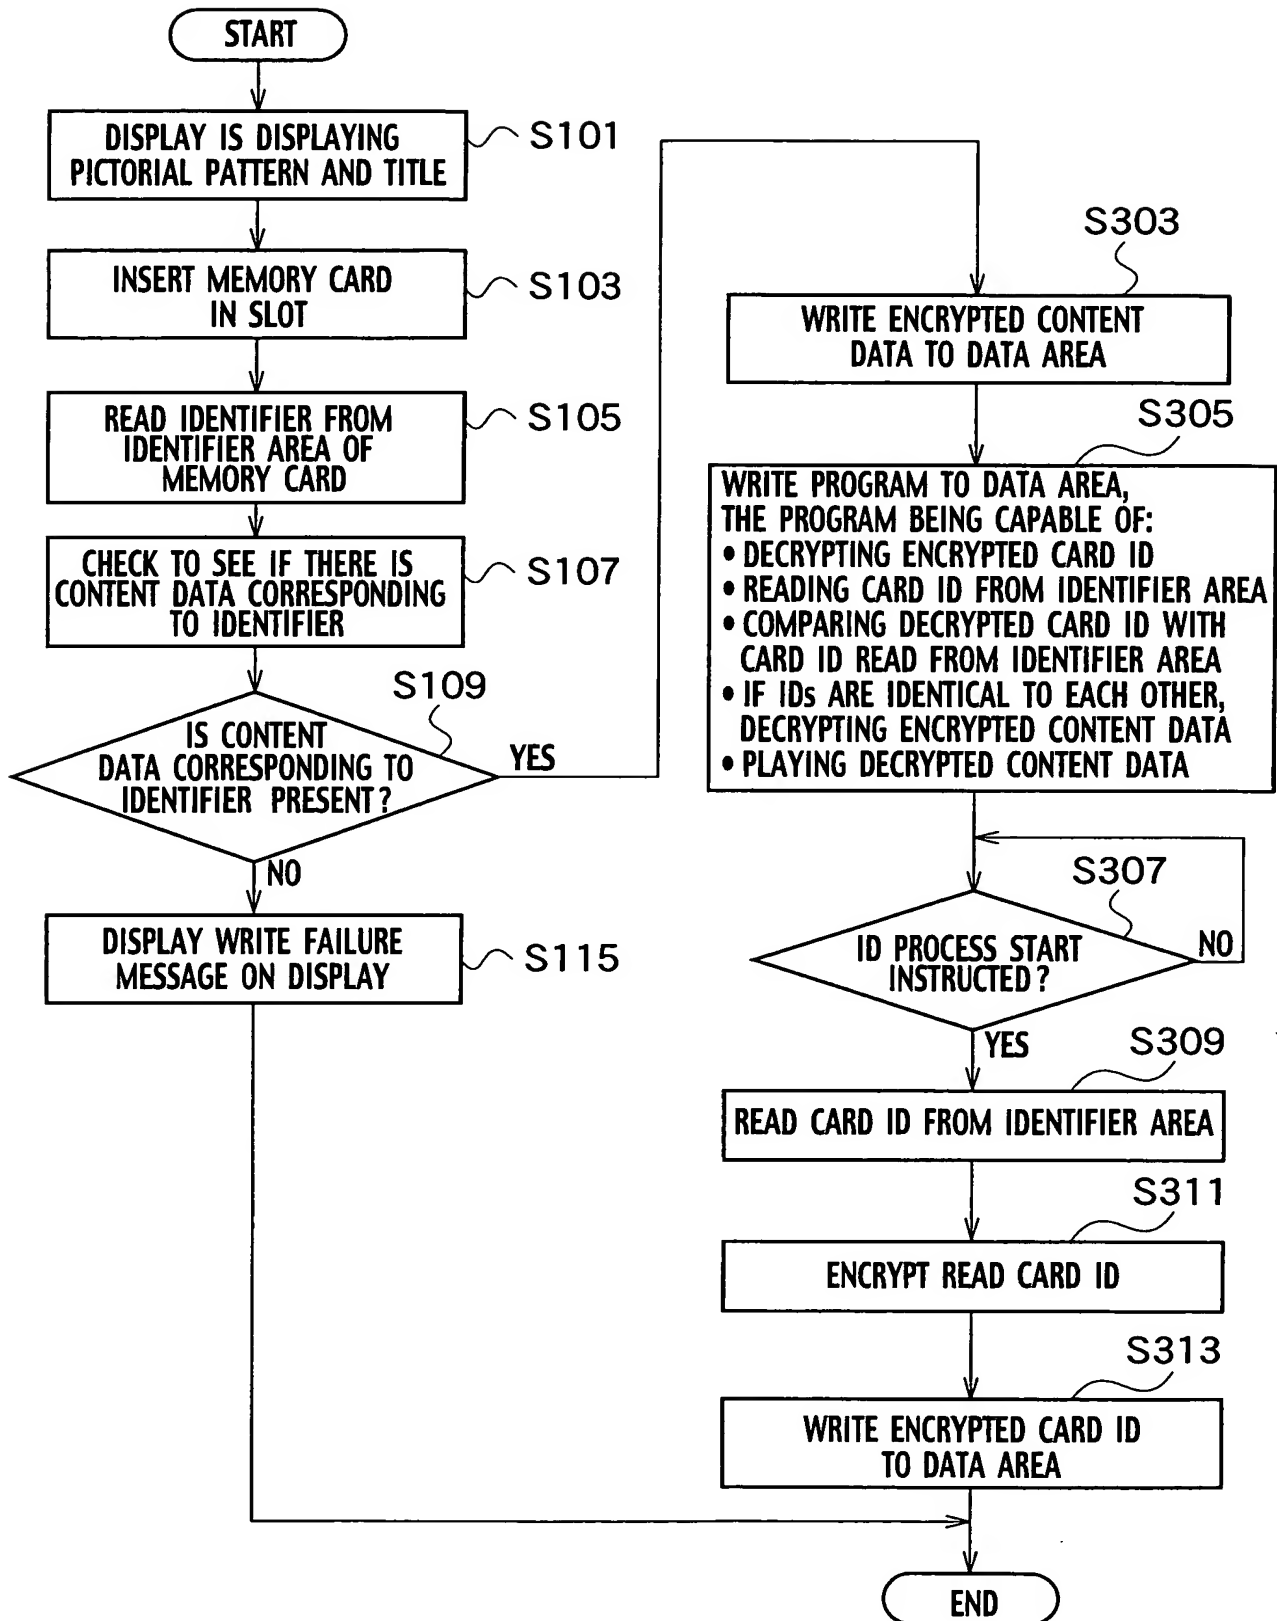 START
DISPLAY IS DISPLAYING
PICTORIAL PATTERN AND TITLE
S101
INSERT MEMORY CARD
IN SLOT
S103
READ IDENTIFIER FROM
IDENTIFIER AREA OF
MEMORY CARD
S105
CHECK TO SEE IF THERE IS
CONTENT DATA CORRESPONDING
TO IDENTIFIER
S107
S109
IS CONTENT
DATA CORRESPONDING TO
IDENTIFIER PRESENT?
YES
NO
DISPLAY WRITE FAILURE
MESSAGE ON DISPLAY
S115
S303
WRITE ENCRYPTED CONTENT
DATA TO DATA AREA
S305
WRITE PROGRAM TO DATA AREA,
THE PROGRAM BEING CAPABLE OF:
• DECRYPTING ENCRYPTED CARD ID
• READING CARD ID FROM IDENTIFIER AREA
• COMPARING DECRYPTED CARD ID WITH
CARD ID READ FROM IDENTIFIER AREA
• IF IDs ARE IDENTICAL TO EACH OTHER,
DECRYPTING ENCRYPTED CONTENT DATA
• PLAYING DECRYPTED CONTENT DATA
S307
ID PROCESS START
INSTRUCTED?
NO
YES
S309
READ CARD ID FROM IDENTIFIER AREA
S311
ENCRYPT READ CARD ID
S313
WRITE ENCRYPTED CARD ID
TO DATA AREA
END